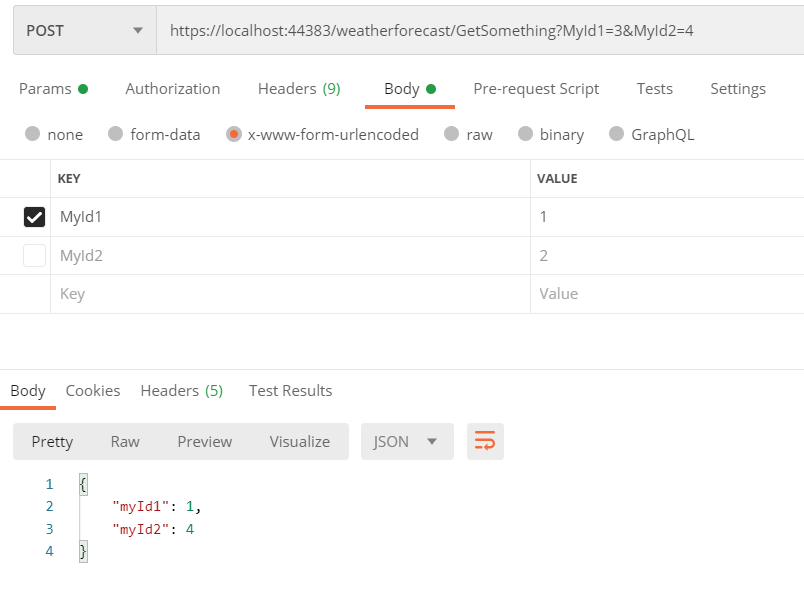 POST https://localhost:44383/weatherforecast/GetSomething?MyId1=3&MyId2=4
Params Authorization Headers (9) Body Pre-request Script Tests Settings
none form-data x-www-form-urlencoded raw binary GraphQL
KEY VALUE
MyId1 1
MyId2 2
Key Value
Body Cookies Headers (5) Test Results
Pretty Raw Preview Visualize JSON
1 {
2 "myId1": 1,
3 "myId2": 4
4 }